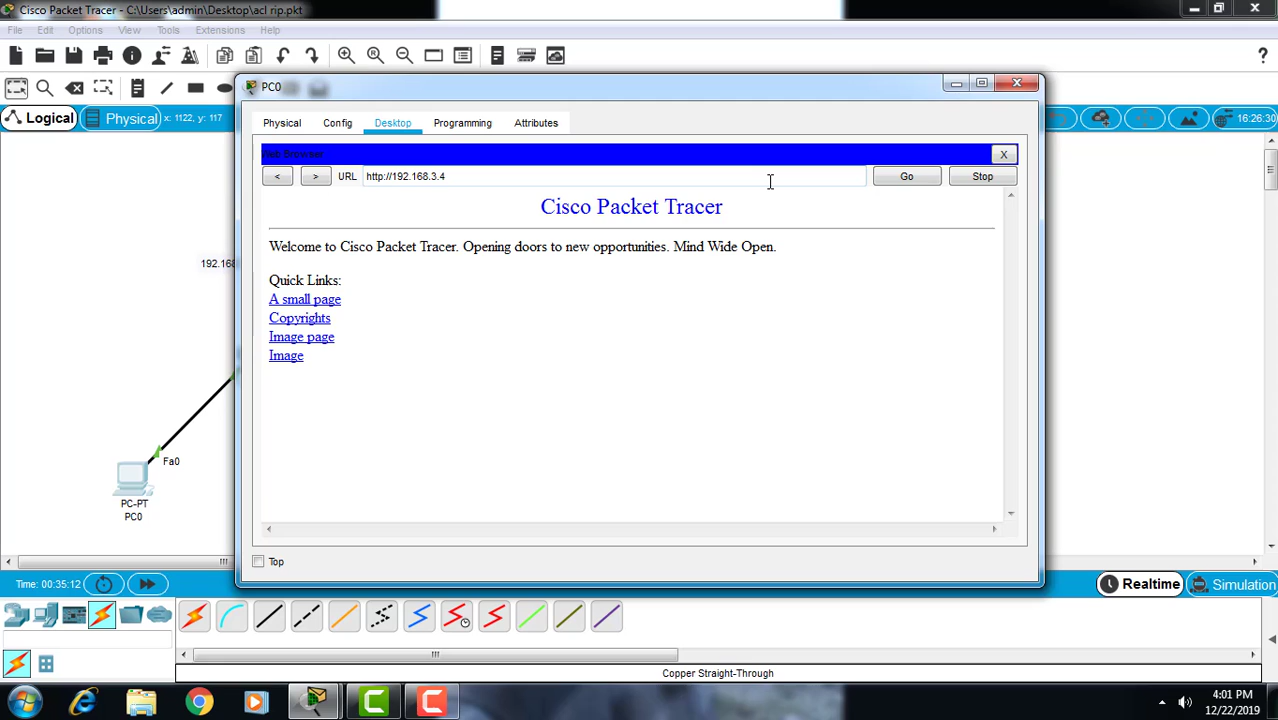 Cisco Packet Tracer - C:\Users\admin\Desktop\acl rip.pkt
File Edit Options View Tools Extensions Help
?
Logical Physical x: 1122, y: 117 16:26:30
PC0
Physical Config Desktop Programming Attributes
Web Browser X
< > URL http://192.168.3.4 Go Stop
Cisco Packet Tracer
Welcome to Cisco Packet Tracer. Opening doors to new opportunities. Mind Wide Open.
Quick Links:
A small page
Copyrights
Image page
Image
192.168
Fa0
PC-PT
PC0
Top
Time: 00:35:12 Realtime Simulation
Copper Straight-Through
4:01 PM
12/22/2019